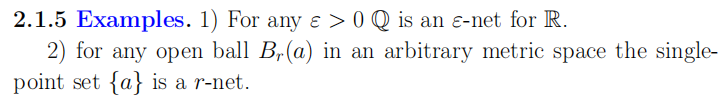 2.1.5 Examples. 1) For any ε > 0 ℚ is an ε-net for ℝ.
2) for any open ball Bᵣ(a) in an arbitrary metric space the single-
point set {a} is a r-net.